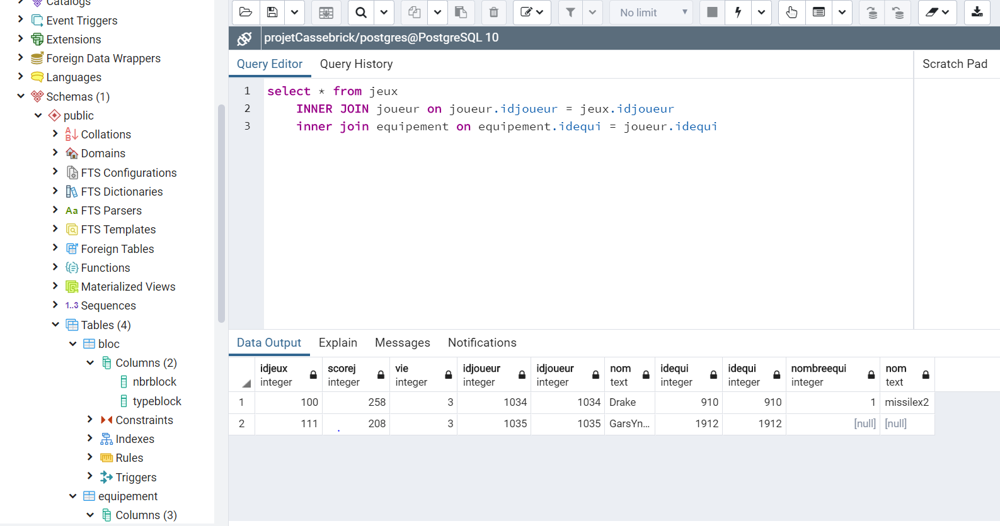 Catalogs
Event Triggers
Extensions
Foreign Data Wrappers
Languages
Schemas (1)
public
Collations
Domains
FTS Configurations
FTS Dictionaries
Aa FTS Parsers
FTS Templates
Foreign Tables
Functions
Materialized Views
1..3 Sequences
Tables (4)
bloc
Columns (2)
nbrblock
typeblock
Constraints
Indexes
Rules
Triggers
equipement
Columns (3)
No limit
projetCassebrick/postgres@PostgreSQL 10
Query Editor Query History Scratch Pad
1 select * from jeux
2 INNER JOIN joueur on joueur.idjoueur = jeux.idjoueur
3 inner join equipement on equipement.idequi = joueur.idequi
Data Output Explain Messages Notifications
idjeux scorej vie idjoueur idjoueur nom idequi idequi nombreequi nom
integer integer integer integer integer text integer integer integer text
1 100 258 3 1034 1034 Drake 910 910 1 missilex2
2 111 208 3 1035 1035 GarsYn... 1912 1912 [null] [null]